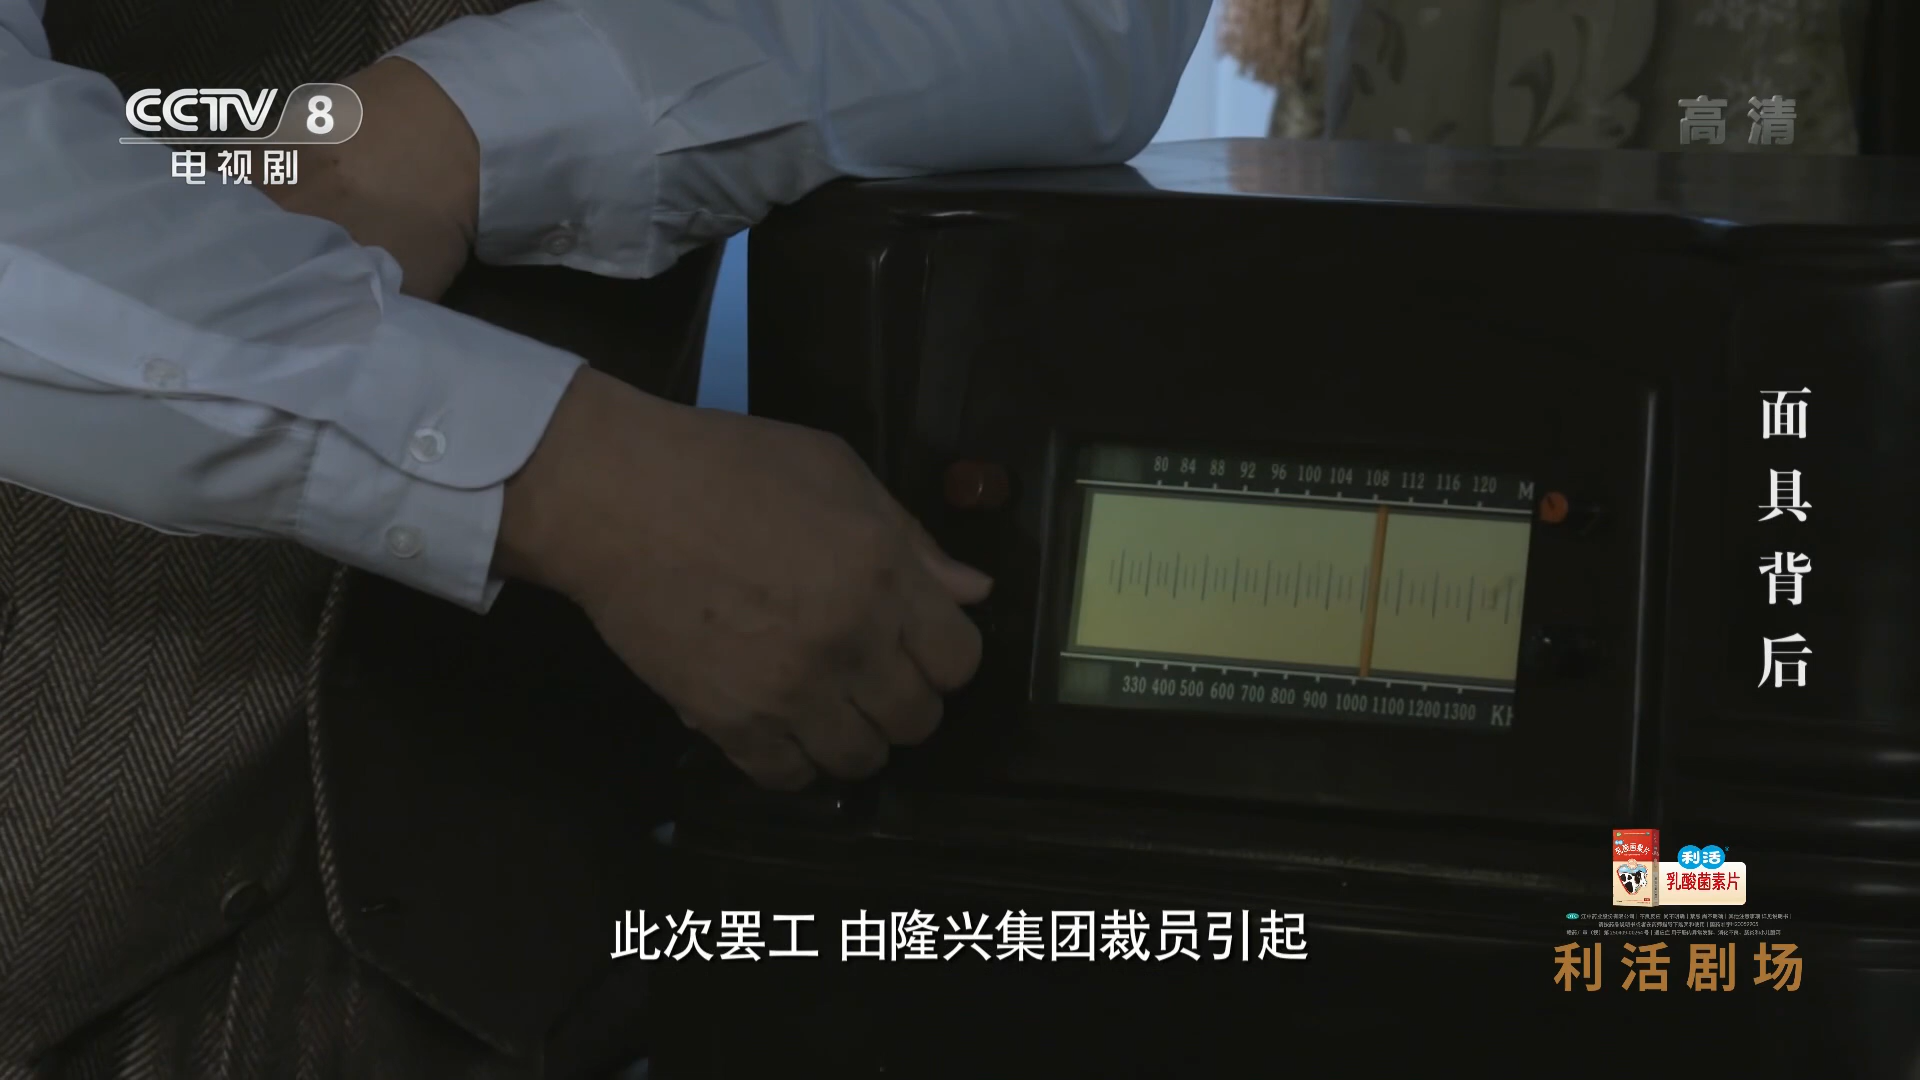 CCTV 8
电视剧
高清
面具背后
80 84 88 92 96 100 104 108 112 116 120 M
330 400 500 600 700 800 900 1000 1100 1200 1300 KH
利活
乳酸菌素片
此次罢工 由隆兴集团裁员引起
利活剧场